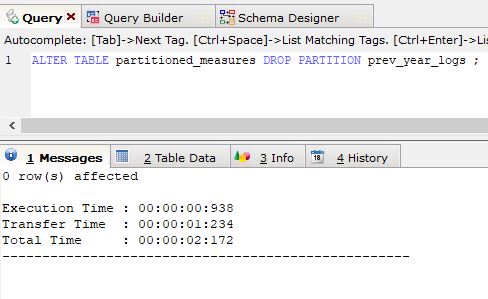 Query Query Builder Schema Designer
Autocomplete: [Tab]->Next Tag. [Ctrl+Space]->List Matching Tags. [Ctrl+Enter]->Lis
1 ALTER TABLE partitioned_measures DROP PARTITION prev_year_logs ;
1 Messages 2 Table Data 3 Info 18 4 History
0 row(s) affected
Execution Time : 00:00:00:938
Transfer Time : 00:00:01:234
Total Time : 00:00:02:172
---------------------------------------------------